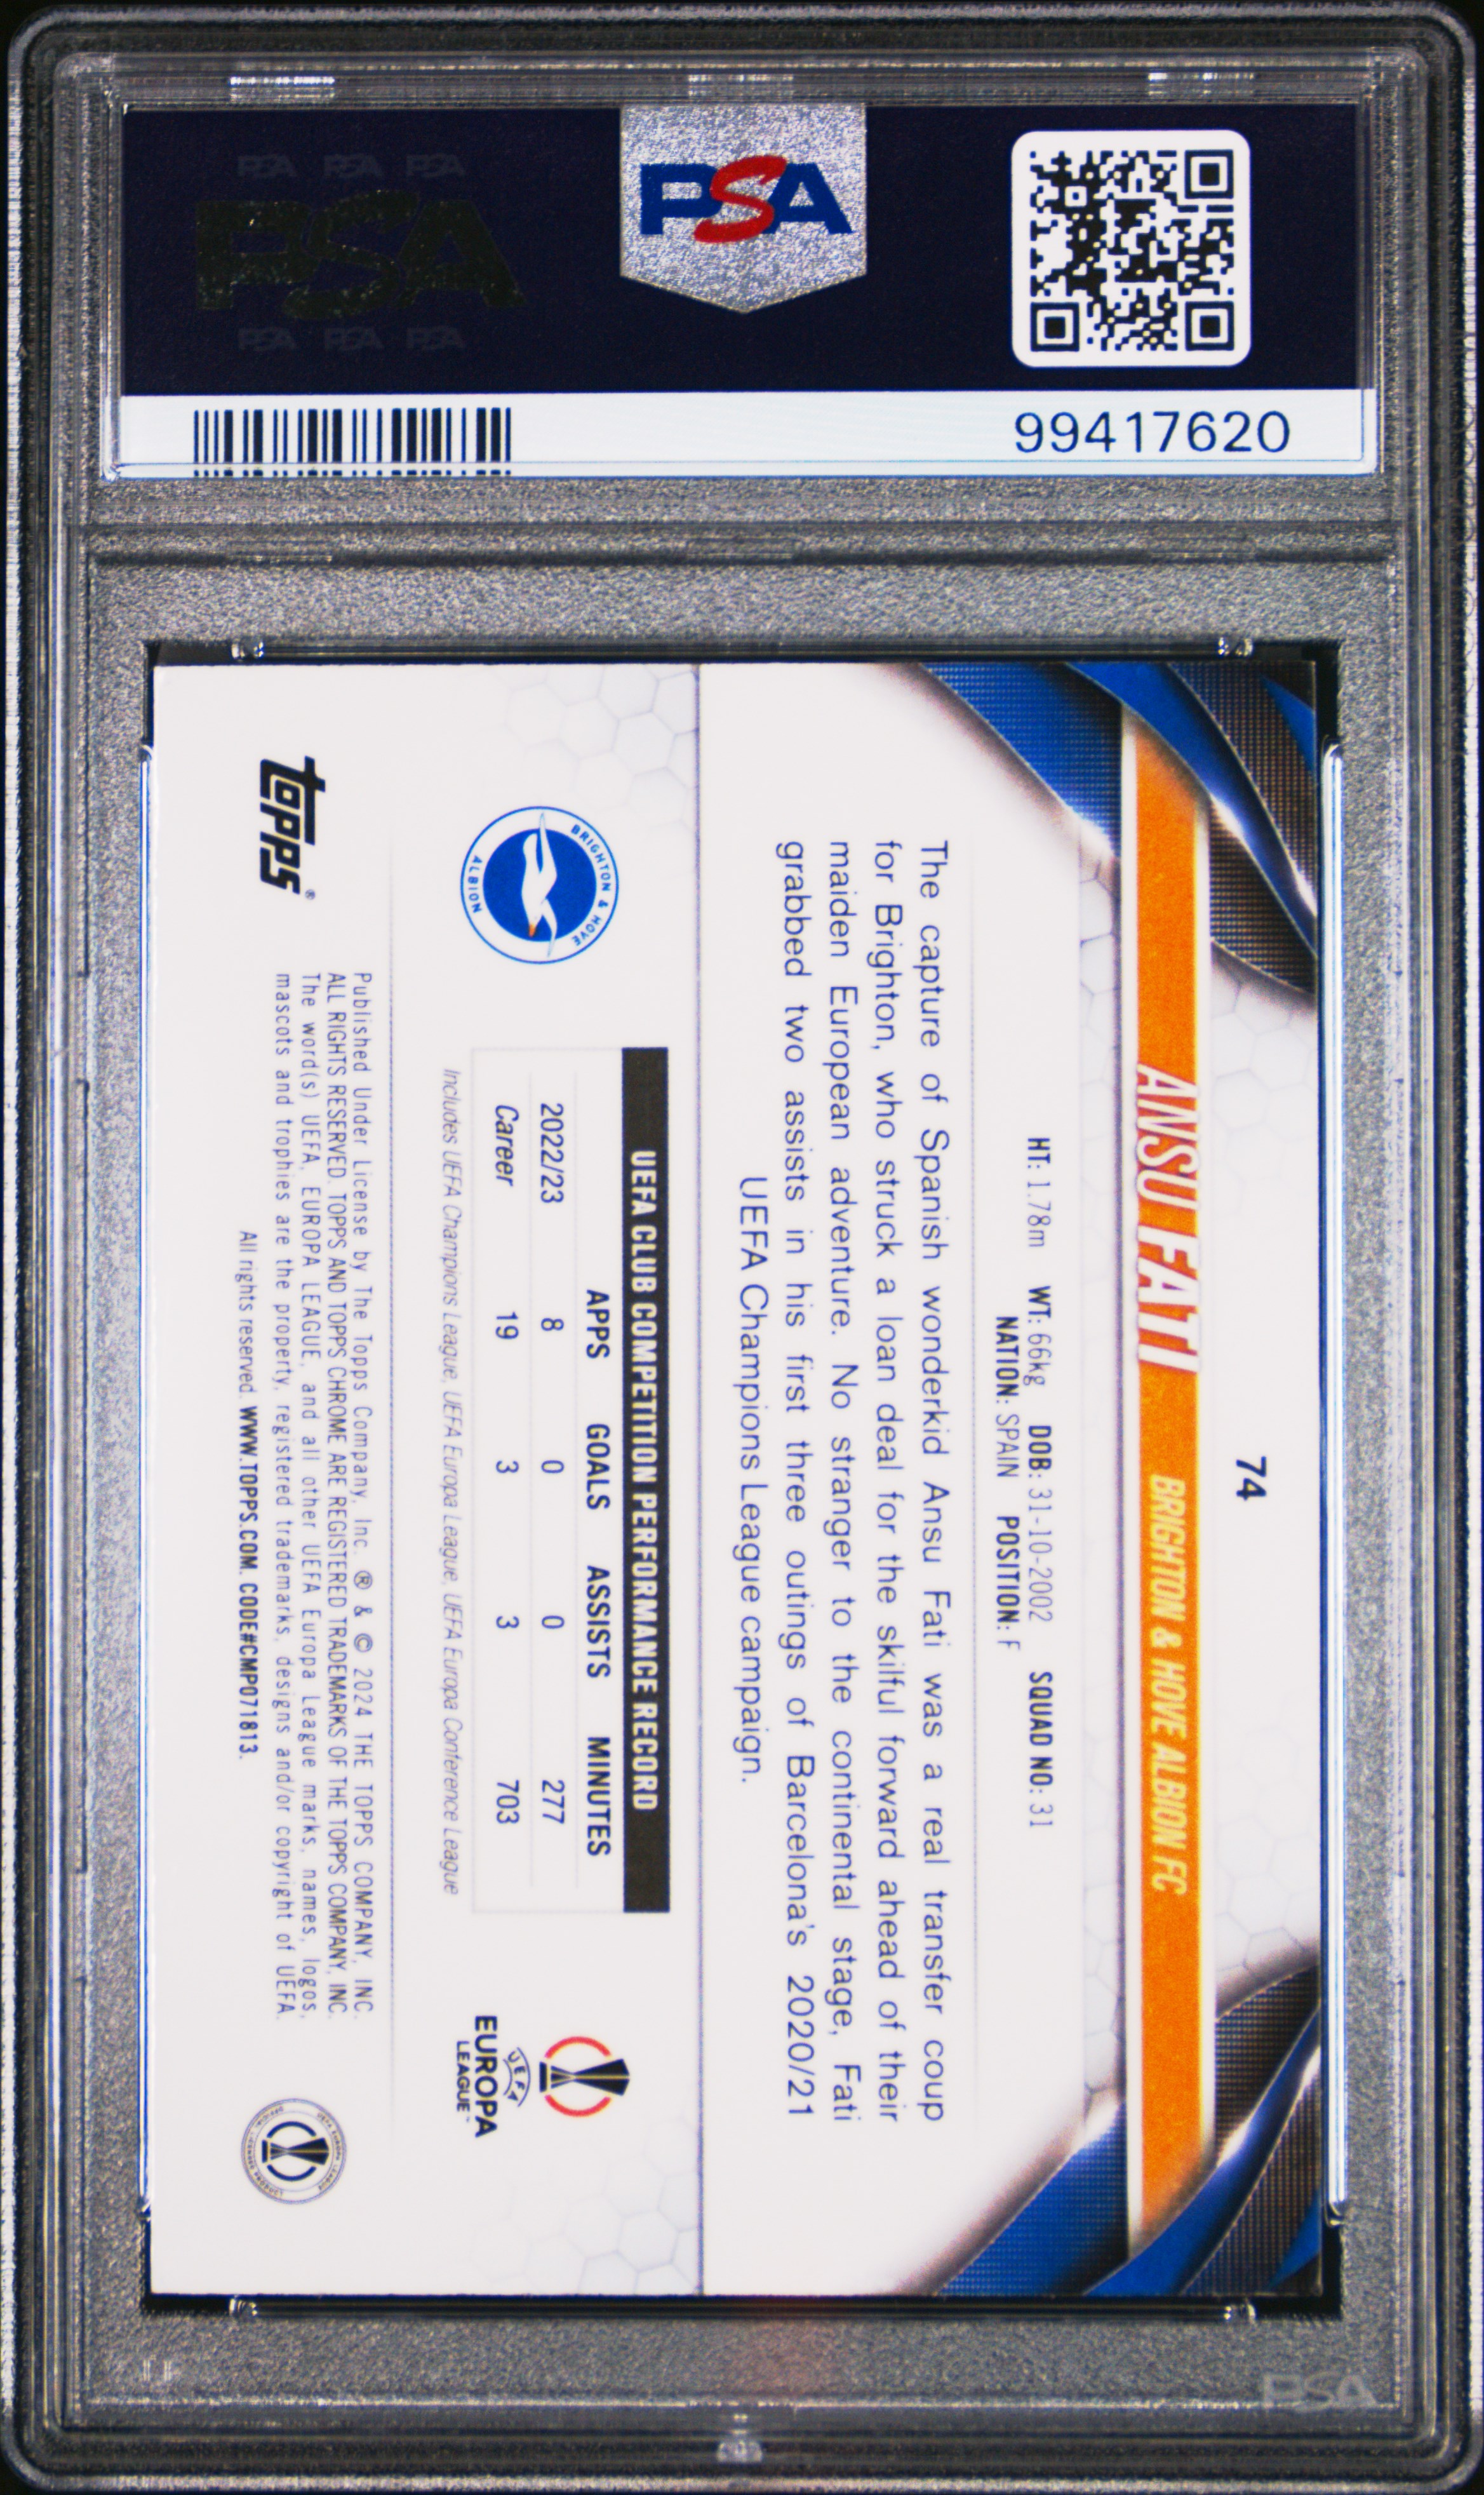 PSA PSA PSA
PSA
PSA PSA PSA
PSA
99417620
74
ANSU FATI BRIGHTON & HOVE ALBION FC
HT: 1.78m WT: 66kg DOB: 31-10-2002 SQUAD NO: 31
NATION: SPAIN POSITION: F
The capture of Spanish wonderkid Ansu Fati was a real transfer coup
for Brighton, who struck a loan deal for the skilful forward ahead of their
maiden European adventure. No stranger to the continental stage, Fati
grabbed two assists in his first three outings of Barcelona's 2020/21
UEFA Champions League campaign.
BRIGHTON & HOVE
ALBION
UEFA CLUB COMPETITION PERFORMANCE RECORD
APPS GOALS ASSISTS MINUTES
2022/23 8 0 0 277
Career 19 3 3 703
Includes UEFA Champions League, UEFA Europa League, UEFA Europa Conference League
UEFA
EUROPA
LEAGUE™
topps®
Published Under License by The Topps Company, Inc. ® & © 2024 THE TOPPS COMPANY, INC.
ALL RIGHTS RESERVED. TOPPS AND TOPPS CHROME ARE REGISTERED TRADEMARKS OF THE TOPPS COMPANY, INC.
The word(s) UEFA, EUROPA LEAGUE, and all other UEFA Europa League marks, names, logos,
mascots and trophies are the property, registered trademarks, designs and/or copyright of UEFA.
All rights reserved. WWW.TOPPS.COM. CODE#CMP071813.
PSA